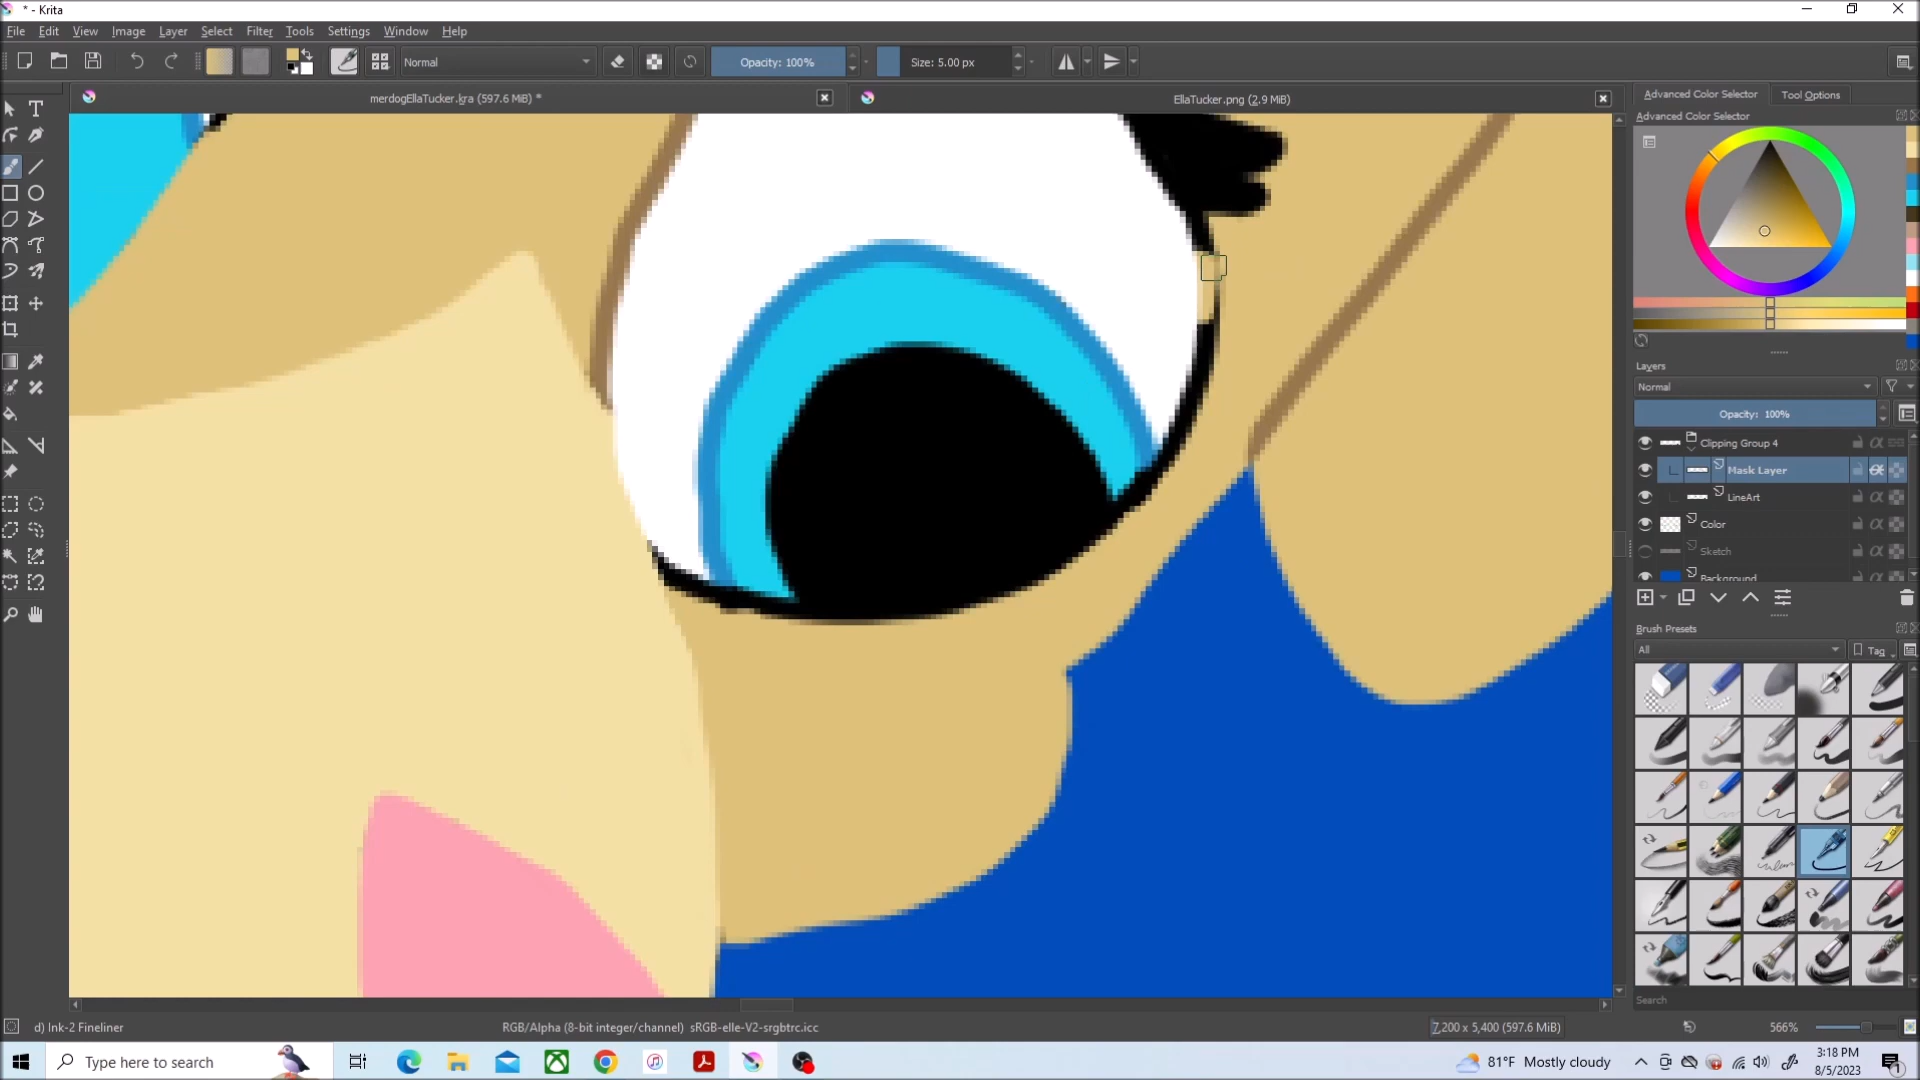 * - Krita
File Edit View Image Layer Select Filter Tools Settings Window Help
Normal Opacity: 100% Size: 5.00 px
merdogEllaTucker.kra (597.6 MiB) * EllaTucker.png (2.9 MiB)
Advanced Color Selector Tool Options
Advanced Color Selector
Layers
Normal
Opacity: 100%
Clipping Group 4
Mask Layer
LineArt
Color
Sketch
Background
Brush Presets
All Tag
Search
d) Ink-2 Fineliner RGB/Alpha (8-bit integer/channel) sRGB-elle-V2-srgbtrc.icc 7,200 x 5,400 (597.6 MiB) 566%
Type here to search 81°F Mostly cloudy 3:18 PM
8/5/2023
1